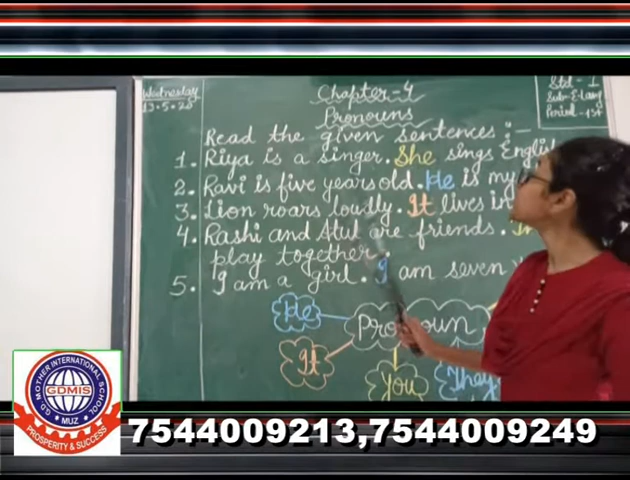 Wednesday
13.5.20
Chapter-4
Pronouns
Std - I
Sub-E.Lang
Period - 1st
Read the given sentences :-
1. Riya is a singer. She sings English
2. Ravi is five years old. He is my
3. Lion roars loudly. It lives in
4. Rashi and Atul are friends.
play together.
5. I am a girl. I am seven
He
Pronoun
It
You
They
G.D. MOTHER INTERNATIONAL SCHOOL
GDMIS
MUZ
PROSPERITY & SUCCESS
7544009213,7544009249